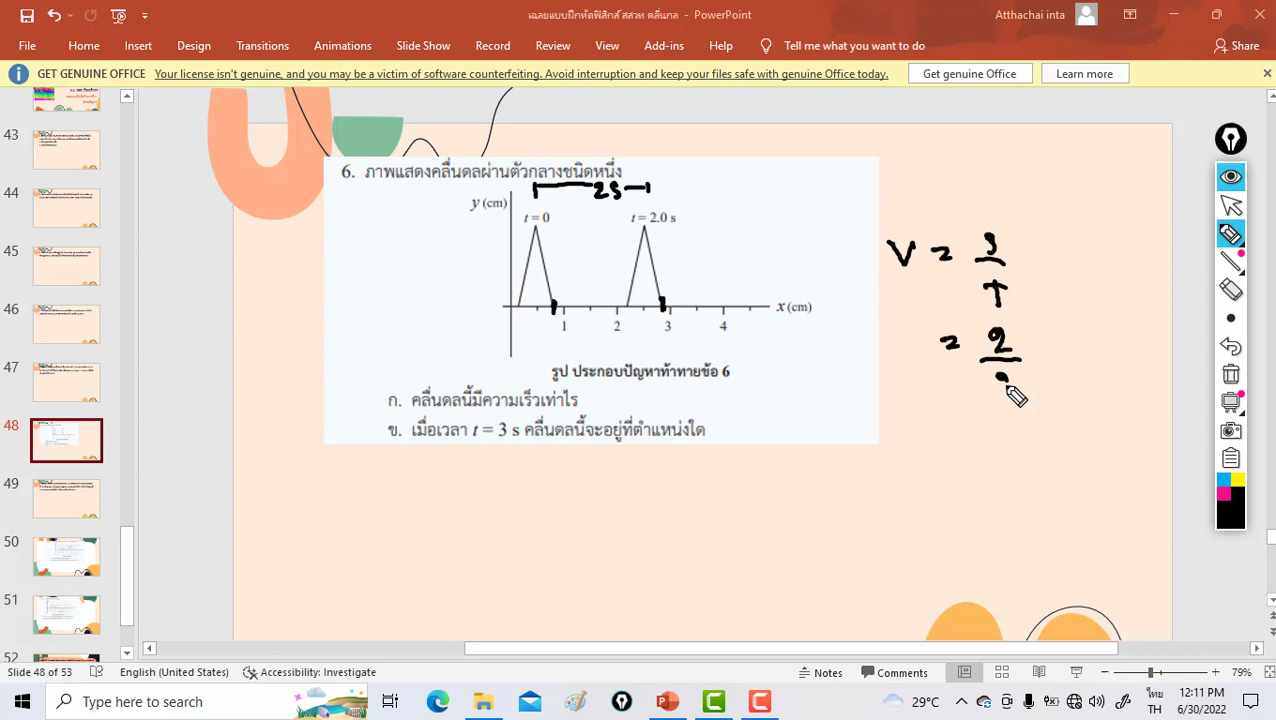 เฉลยแบบฝึกหัดฟิสิกส์ สสวท คลื่นกล - PowerPoint
Atthachai inta
File Home Insert Design Transitions Animations Slide Show Record Review View Add-ins Help Tell me what you want to do Share
GET GENUINE OFFICE Your license isn't genuine, and you may be a victim of software counterfeiting. Avoid interruption and keep your files safe with genuine Office today. Get genuine Office Learn more
43
44
45
46
47
48
49
50
51
52
6. ภาพแสดงคลื่นดลผ่านตัวกลางชนิดหนึ่ง
2s
y (cm)
t = 0 t = 2.0 s
x (cm)
1 2 3 4
รูป ประกอบปัญหาท้าทายข้อ 6
ก. คลื่นดลนี้มีความเร็วเท่าไร
ข. เมื่อเวลา t = 3 s คลื่นดลนี้จะอยู่ที่ตำแหน่งใด
V = s
t
= 2
Slide 48 of 53 English (United States) Accessibility: Investigate Notes Comments 79%
Type here to search 29°C ไทย 12:11 PM
TH 6/30/2022